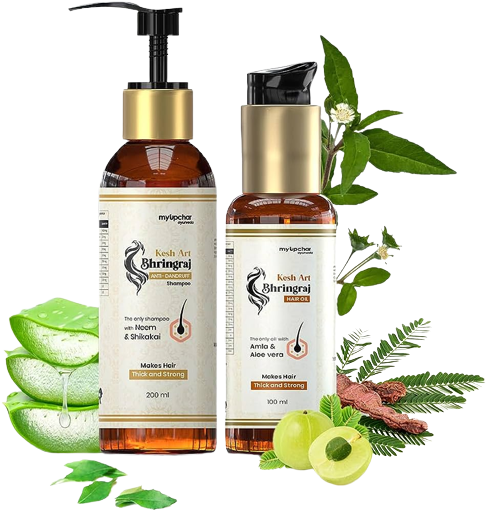 myUpchar
ayurveda
Kesh Art
Bhringraj
ANTI-DANDRUFF
Shampoo
The only shampoo
with Neem
& Shikakai
Makes Hair
Thick and Strong
200 ml
myUpchar
ayurveda
Kesh Art
Bhringraj
HAIR OIL
The only oil with
Amla &
Aloe vera
Makes Hair
Thick and Strong
100 ml